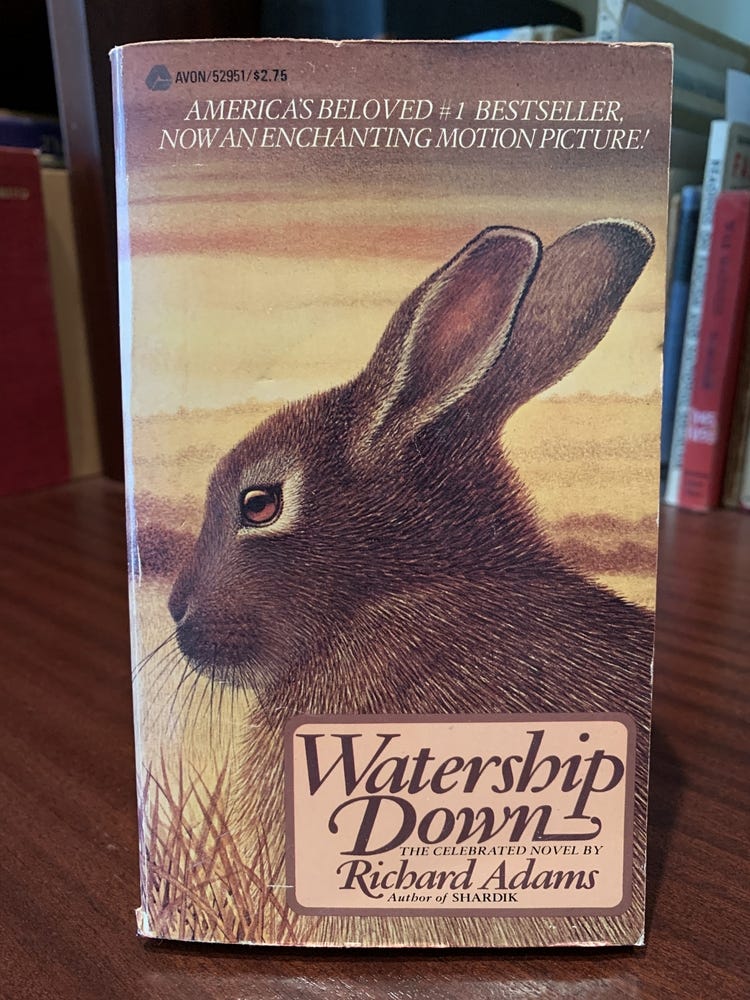 AVON/52951/$2.75
AMERICA'S BELOVED #1 BESTSELLER,
NOW AN ENCHANTING MOTION PICTURE!
Watership
Down
THE CELEBRATED NOVEL BY
Richard Adams
Author of SHARDIK